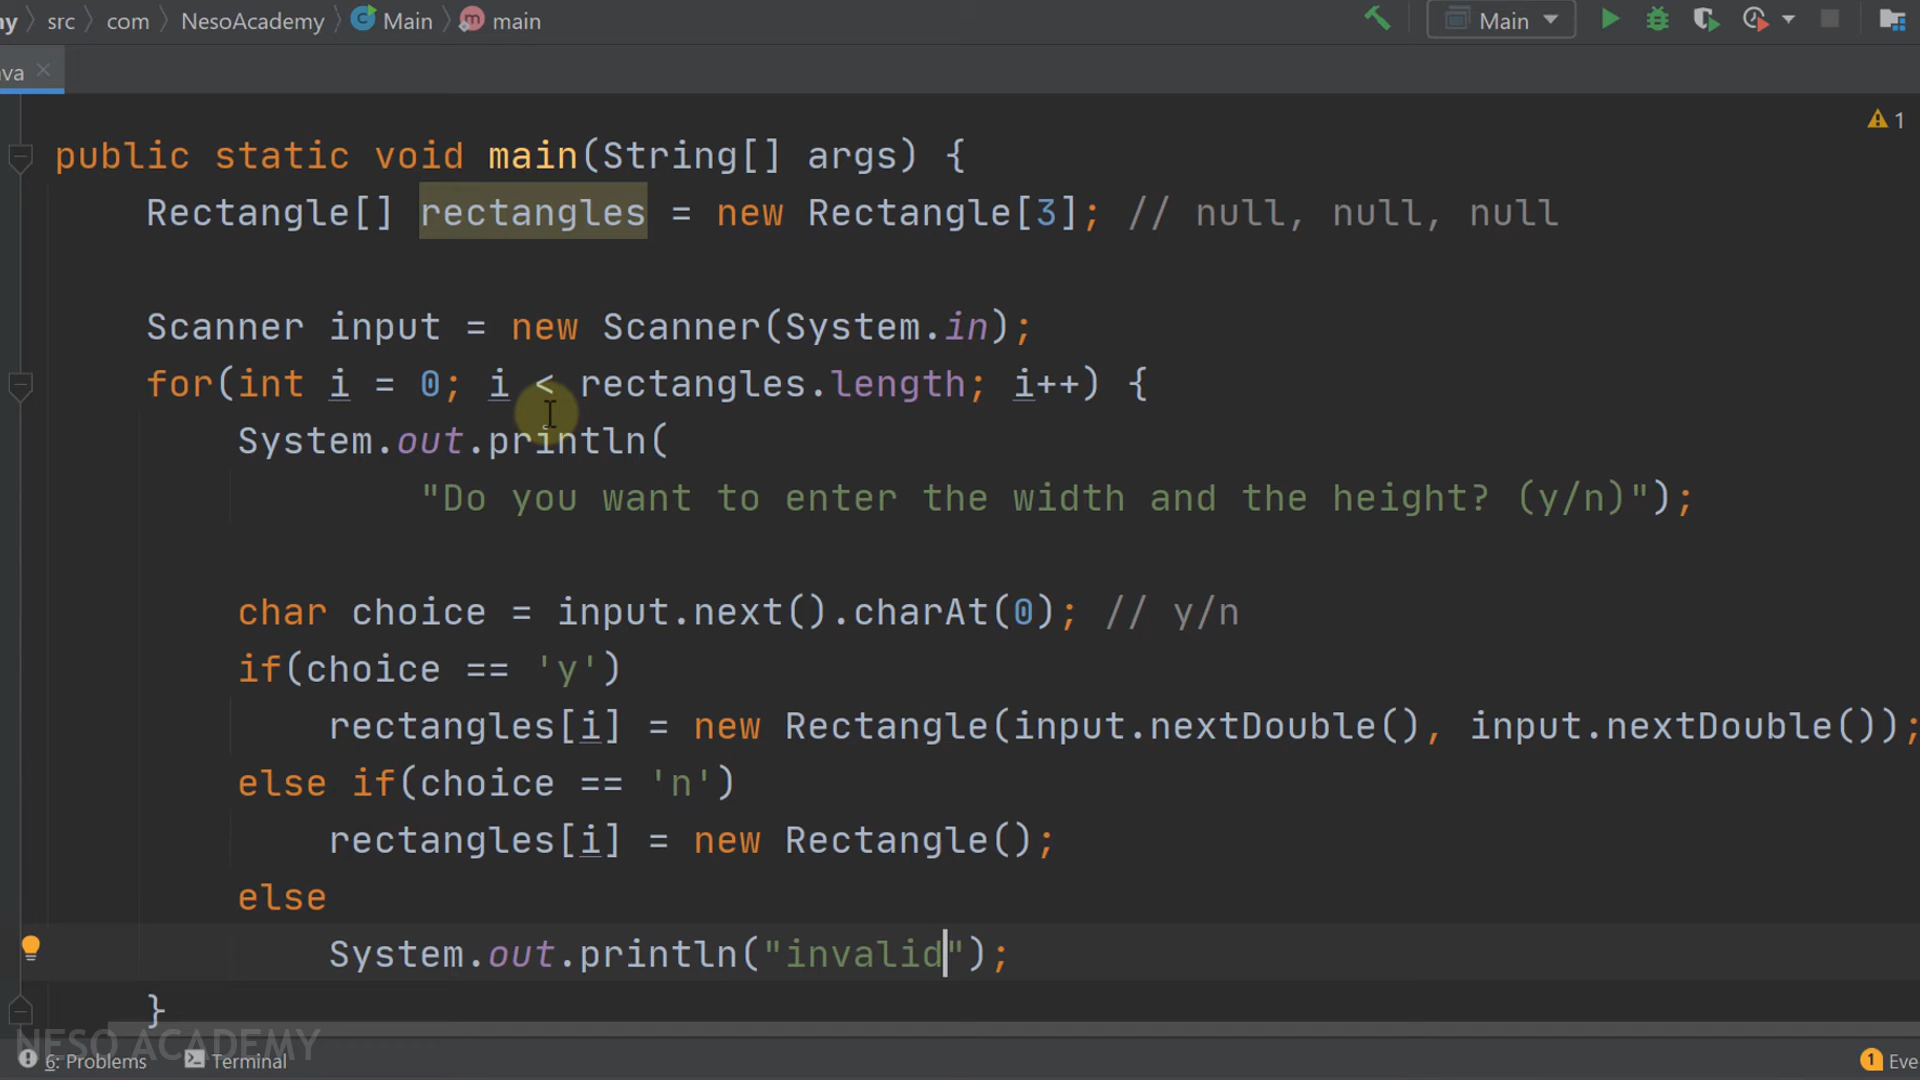 my src com NesoAcademy Main main Main
ava
1
public static void main(String[] args) {
Rectangle[] rectangles = new Rectangle[3]; // null, null, null
Scanner input = new Scanner(System.in);
for(int i = 0; i < rectangles.length; i++) {
System.out.println(
"Do you want to enter the width and the height? (y/n)");
char choice = input.next().charAt(0); // y/n
if(choice == 'y')
rectangles[i] = new Rectangle(input.nextDouble(), input.nextDouble());
else if(choice == 'n')
rectangles[i] = new Rectangle();
else
System.out.println("invalid");
}
NESO ACADEMY
6: Problems Terminal 1 Eve